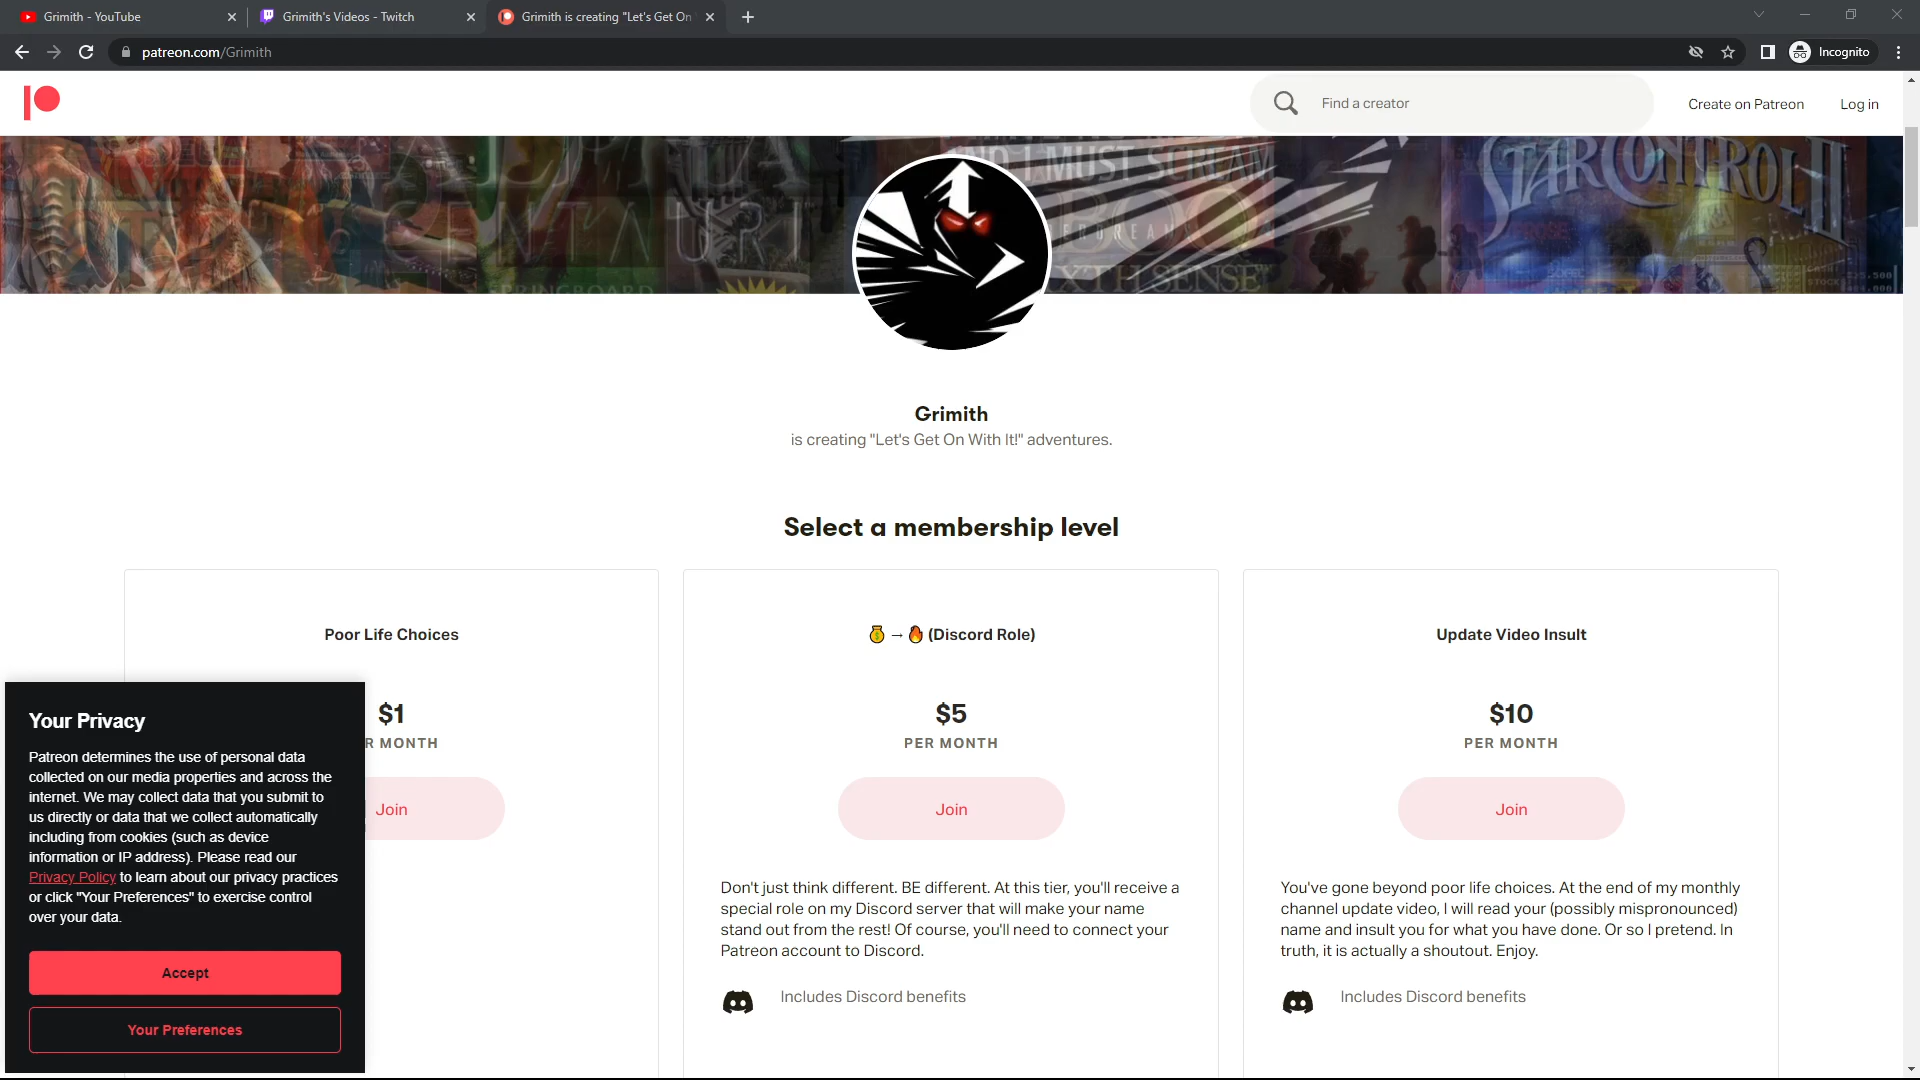 Grimith - YouTube
Grimith's Videos - Twitch
Grimith is creating "Let's Get On
patreon.com/Grimith
Incognito
Find a creator
Create on Patreon
Log in
ND I MUST SCREAM
STAR CONTROL II
SIXTH SENSE
SPRINGBOARD
Grimith
is creating "Let's Get On With It!" adventures.
Select a membership level
Poor Life Choices
$1
R MONTH
Join
💰 → 🔥 (Discord Role)
$5
PER MONTH
Join
Don't just think different. BE different. At this tier, you'll receive a
special role on my Discord server that will make your name
stand out from the rest! Of course, you'll need to connect your
Patreon account to Discord.
Includes Discord benefits
Update Video Insult
$10
PER MONTH
Join
You've gone beyond poor life choices. At the end of my monthly
channel update video, I will read your (possibly mispronounced)
name and insult you for what you have done. Or so I pretend. In
truth, it is actually a shoutout. Enjoy.
Includes Discord benefits
Your Privacy
Patreon determines the use of personal data
collected on our media properties and across the
internet. We may collect data that you submit to
us directly or data that we collect automatically
including from cookies (such as device
information or IP address). Please read our
Privacy Policy to learn about our privacy practices
or click "Your Preferences" to exercise control
over your data.
Accept
Your Preferences